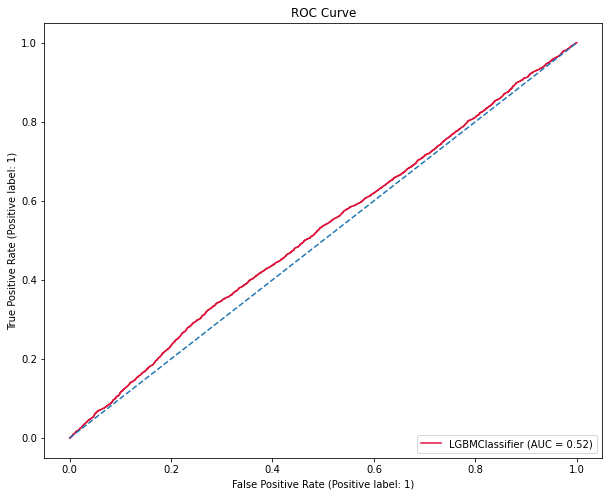 ROC Curve
True Positive Rate (Positive label: 1)
1.0
0.8
0.6
0.4
0.2
0.0
LGBMClassifier (AUC = 0.52)
0.0 0.2 0.4 0.6 0.8 1.0
False Positive Rate (Positive label: 1)